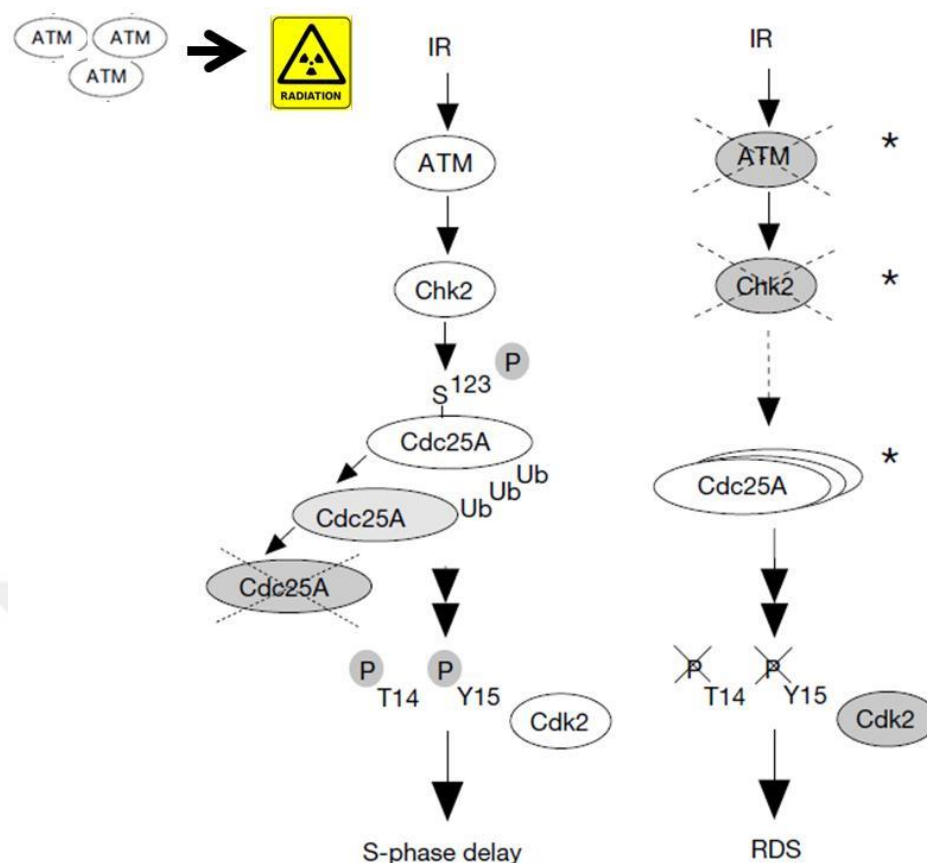 ATM
ATM
ATM
RADIATION
IR
ATM
Chk2
P
S 123
Cdc25A
Ub Ub Ub
Cdc25A
Cdc25A
P P
T14 Y15
Cdk2
S-phase delay
IR
ATM *
Chk2 *
Cdc25A *
P P
T14 Y15
Cdk2
RDS